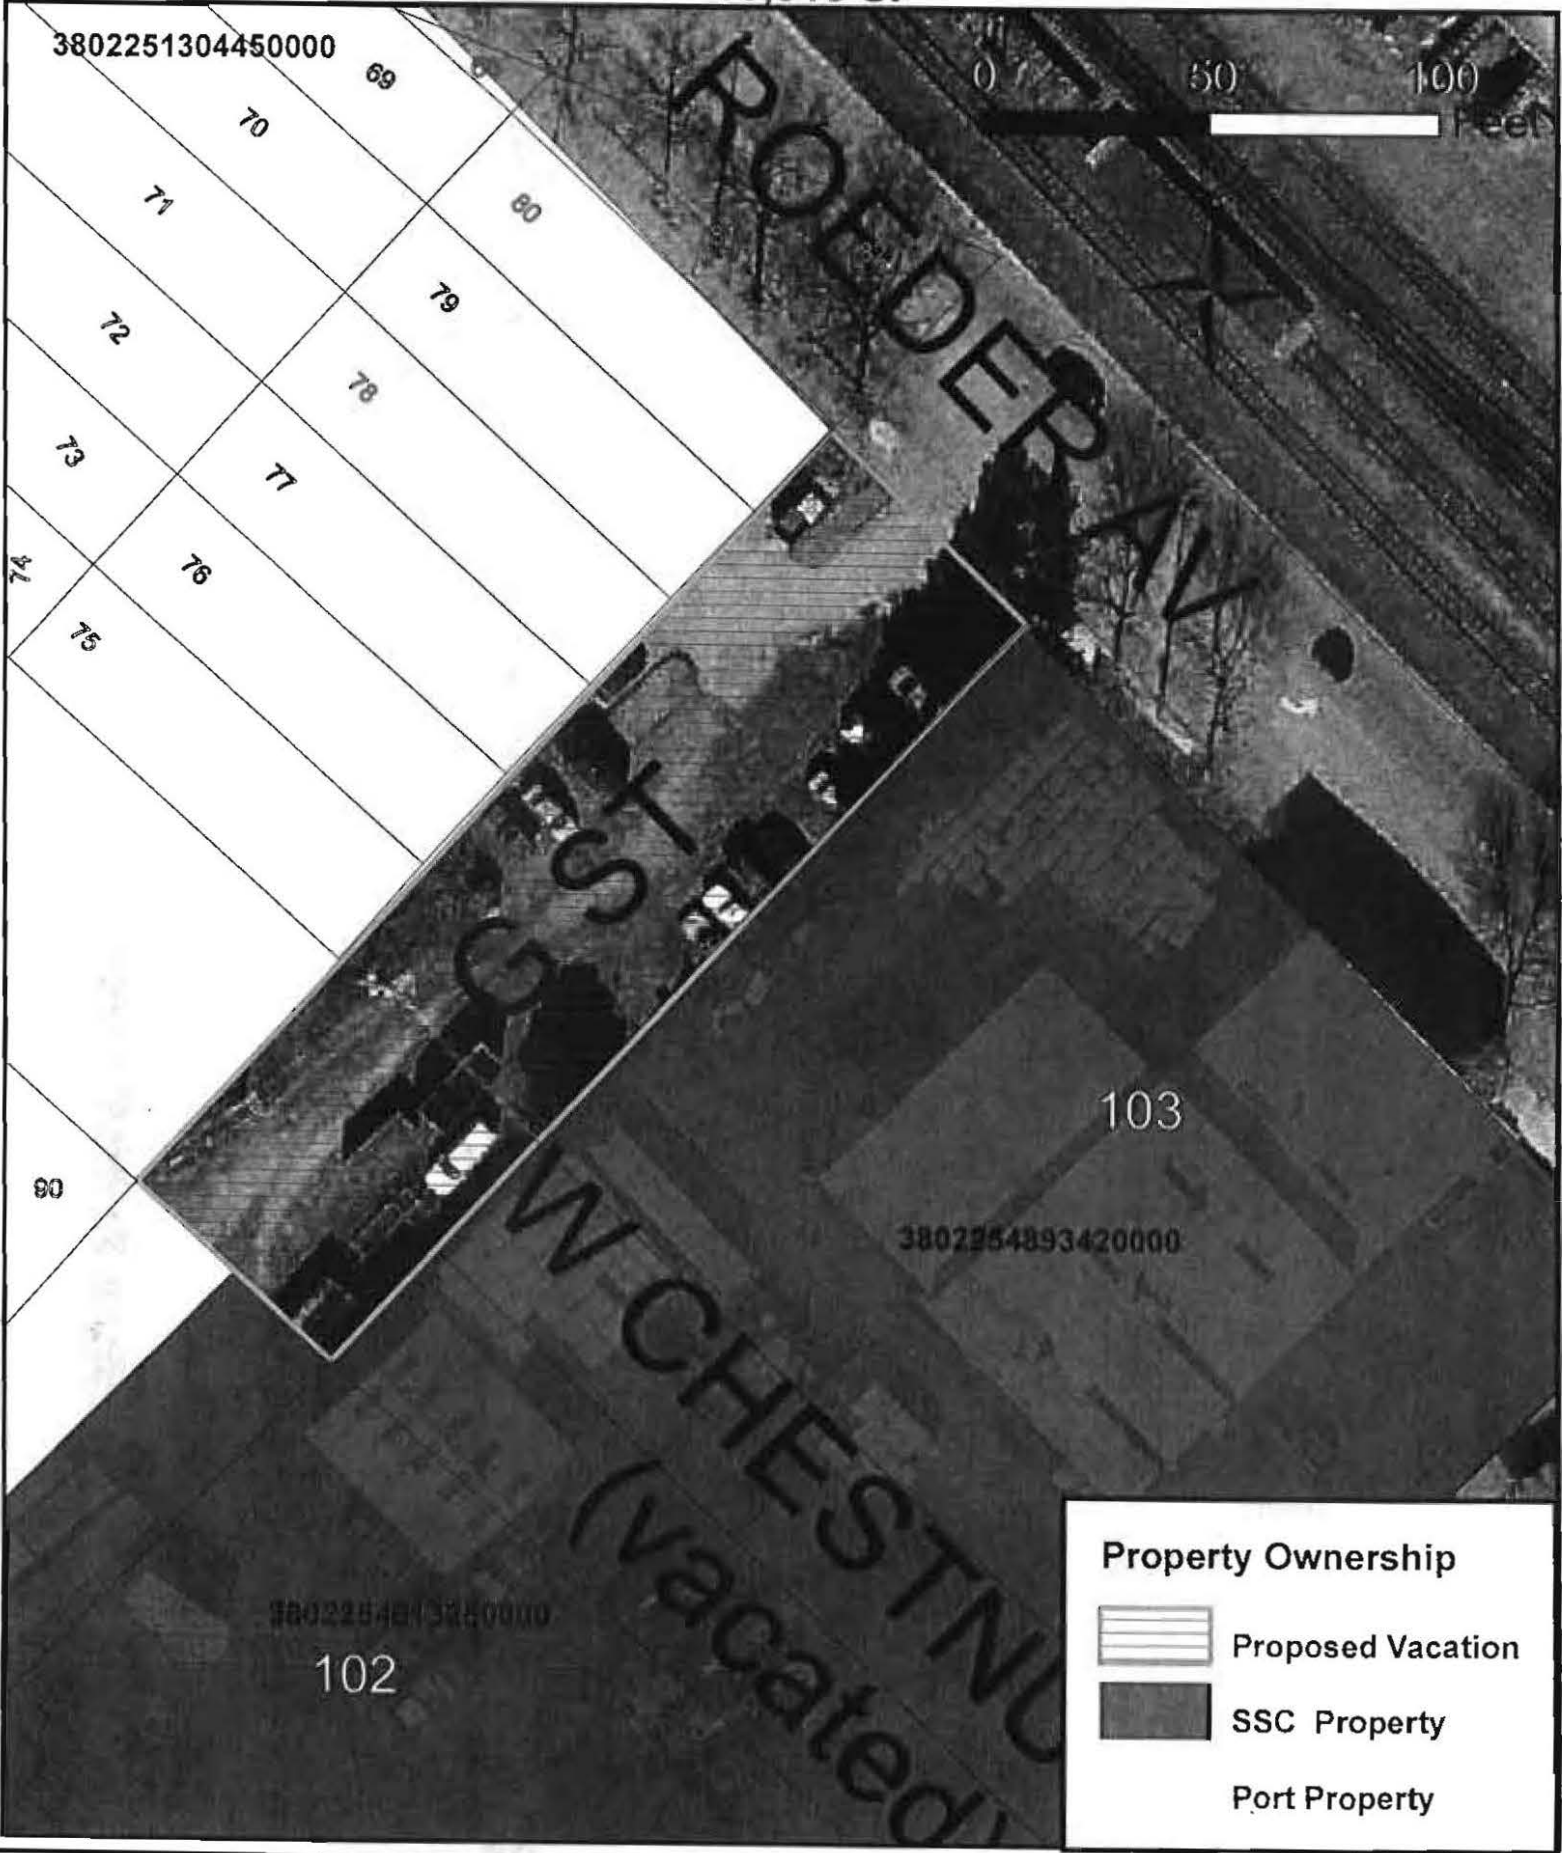 3802251304450000
69
70
71
72
73
74
75
76
77
78
79
80
90
0 50 100
Feet
ROEDER AV
G ST
103
3802254893420000
W CHESTNU
(vacated)
102
Property Ownership
Proposed Vacation
SSC Property
Port Property